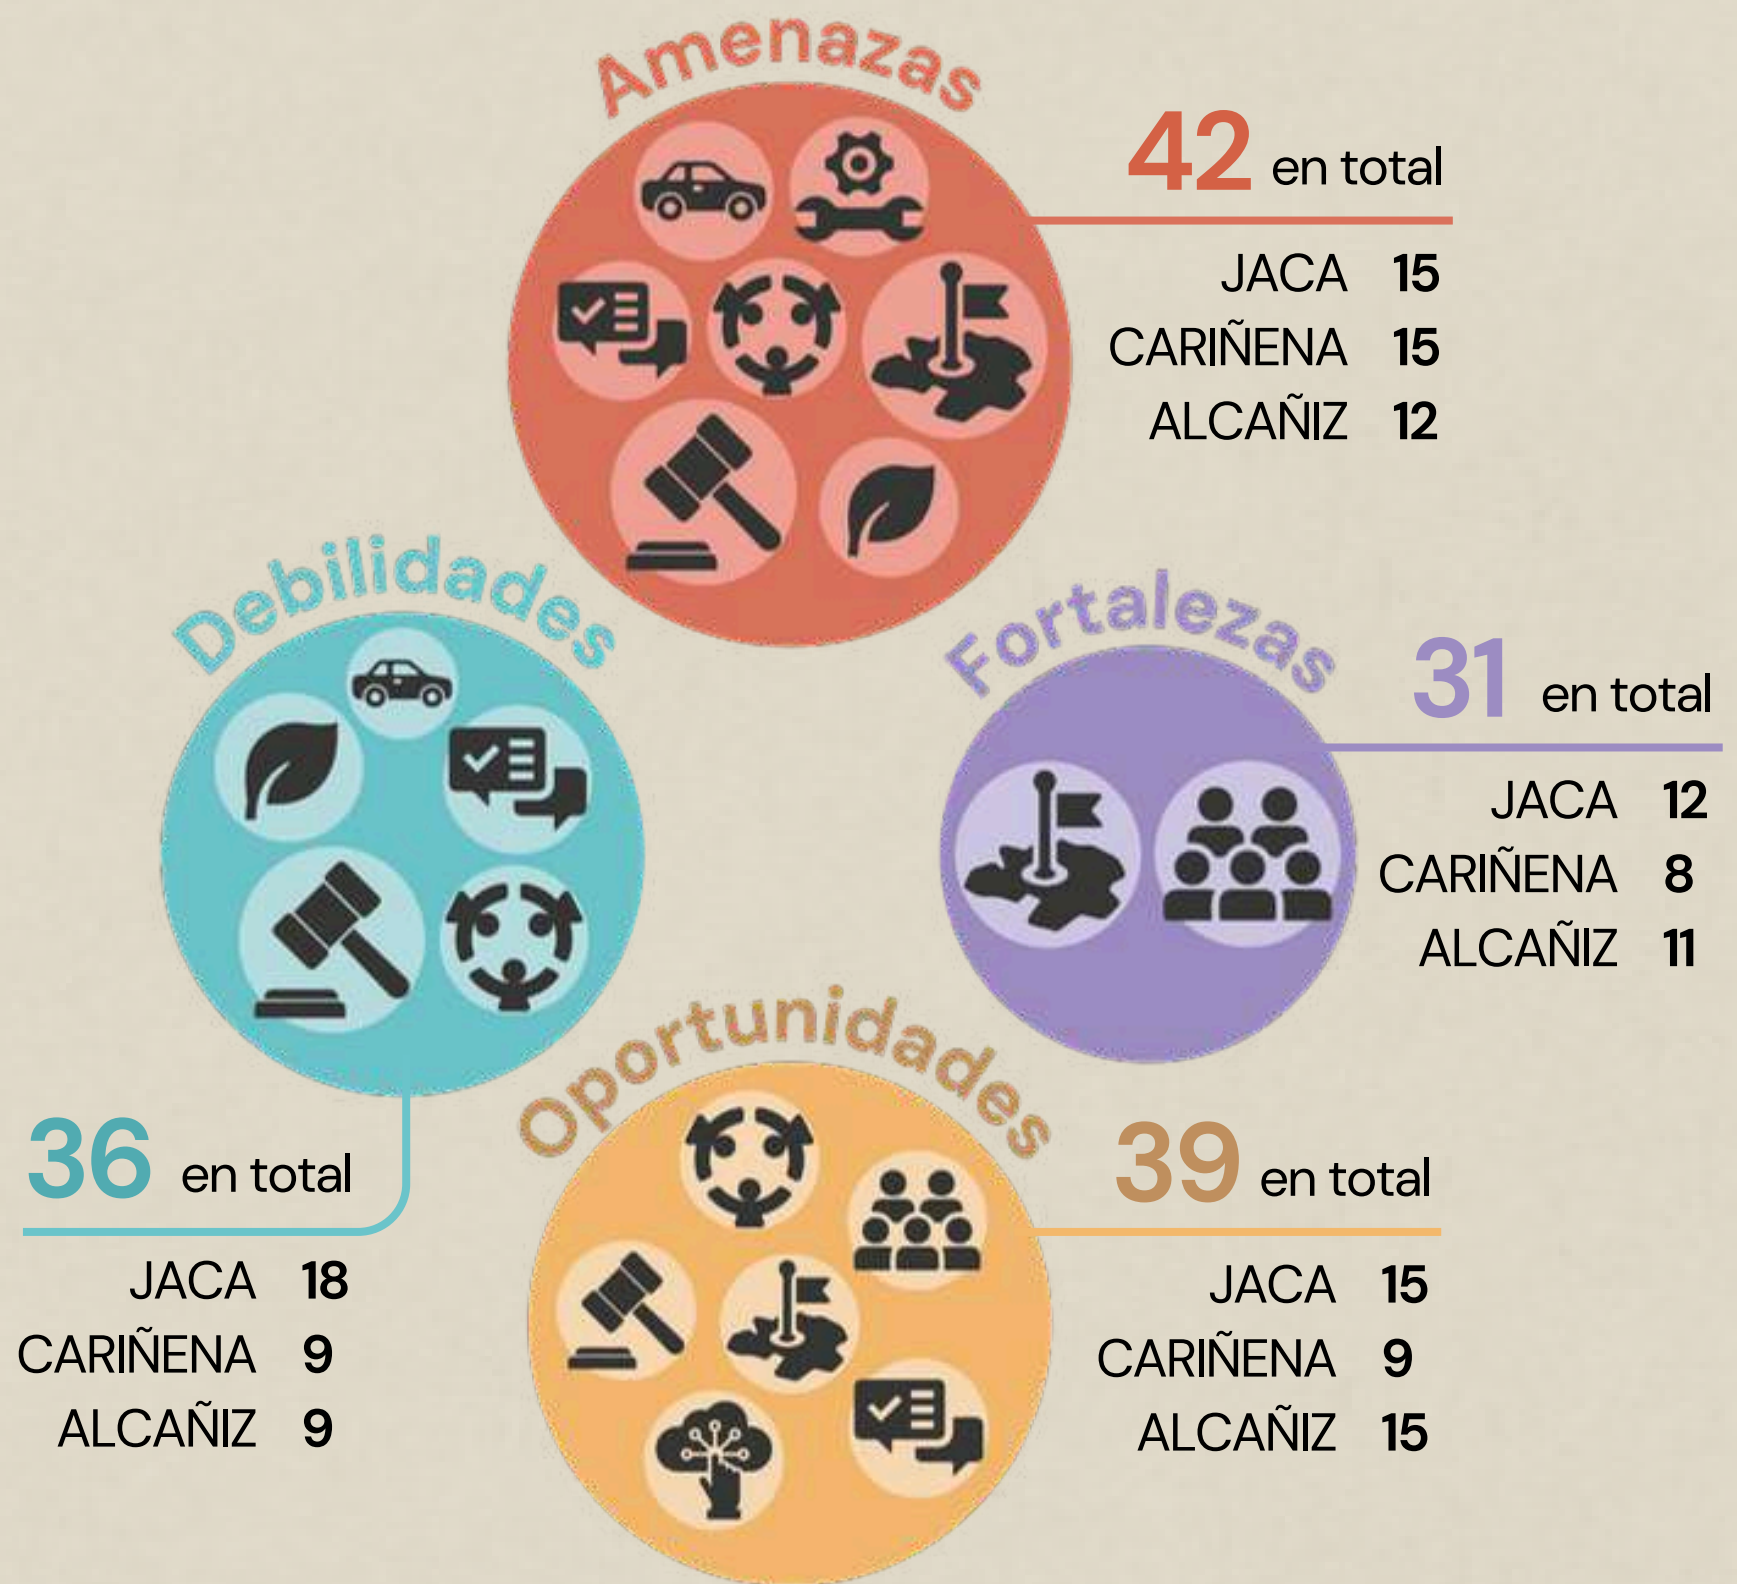 Amenazas
42 en total
JACA 15
CARIÑENA 15
ALCAÑIZ 12
Debilidades
36 en total
JACA 18
CARIÑENA 9
ALCAÑIZ 9
Fortalezas
31 en total
JACA 12
CARIÑENA 8
ALCAÑIZ 11
Oportunidades
39 en total
JACA 15
CARIÑENA 9
ALCAÑIZ 15